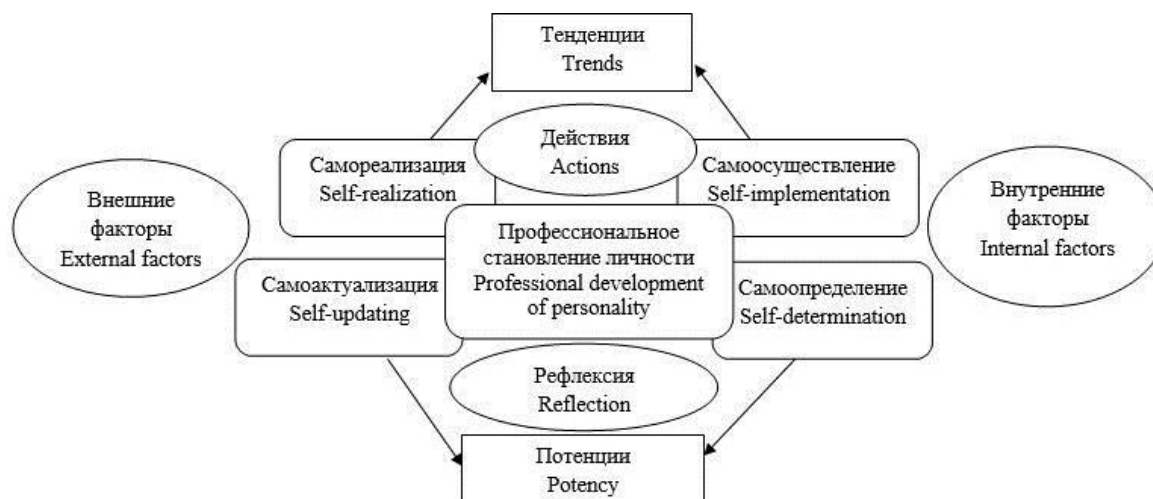 Тенденции
Trends
Действия
Actions
Самореализация
Self-realization
Самоосуществление
Self-implementation
Внешние
факторы
External factors
Внутренние
факторы
Internal factors
Профессиональное
становление личности
Professional development
of personality
Самоактуализация
Self-updating
Самоопределение
Self-determination
Рефлексия
Reflection
Потенции
Potency